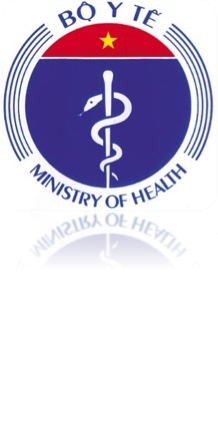 BỘ Y TẾ
MINISTRY OF HEALTH